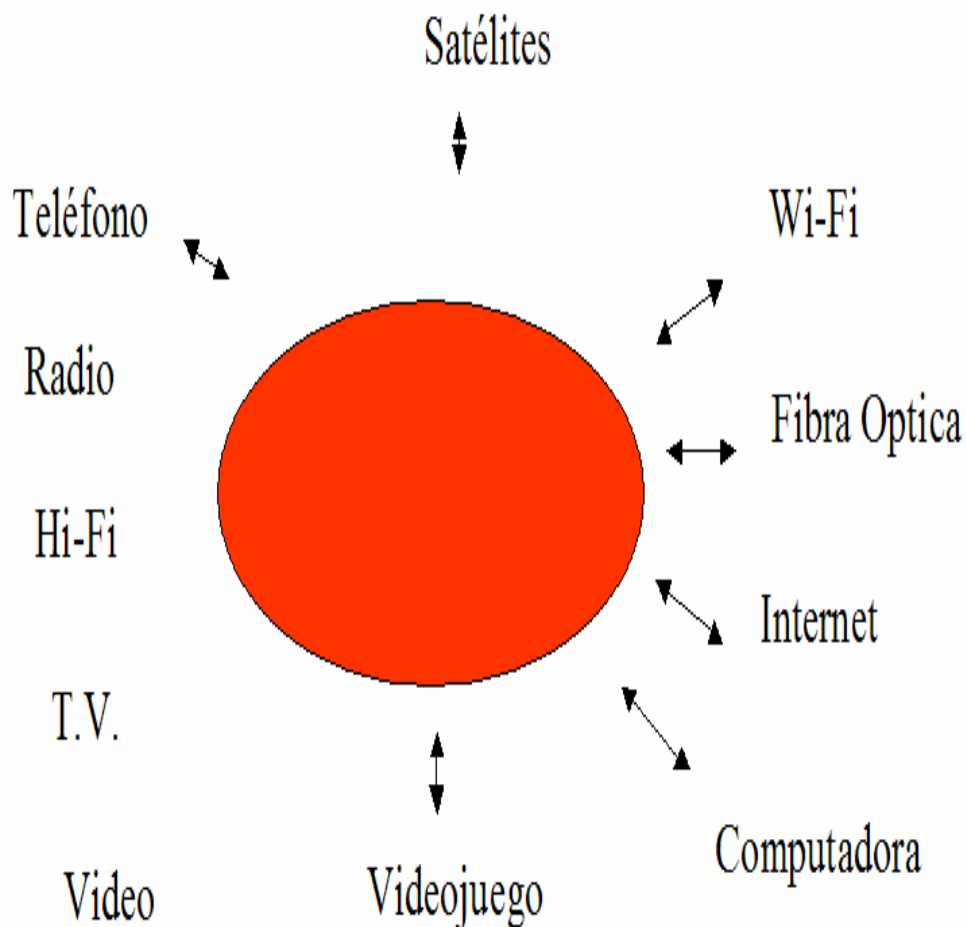 Satélites
Teléfono
Wi-Fi
Radio
Fibra Optica
Hi-Fi
Internet
T.V.
Computadora
Video
Videojuego